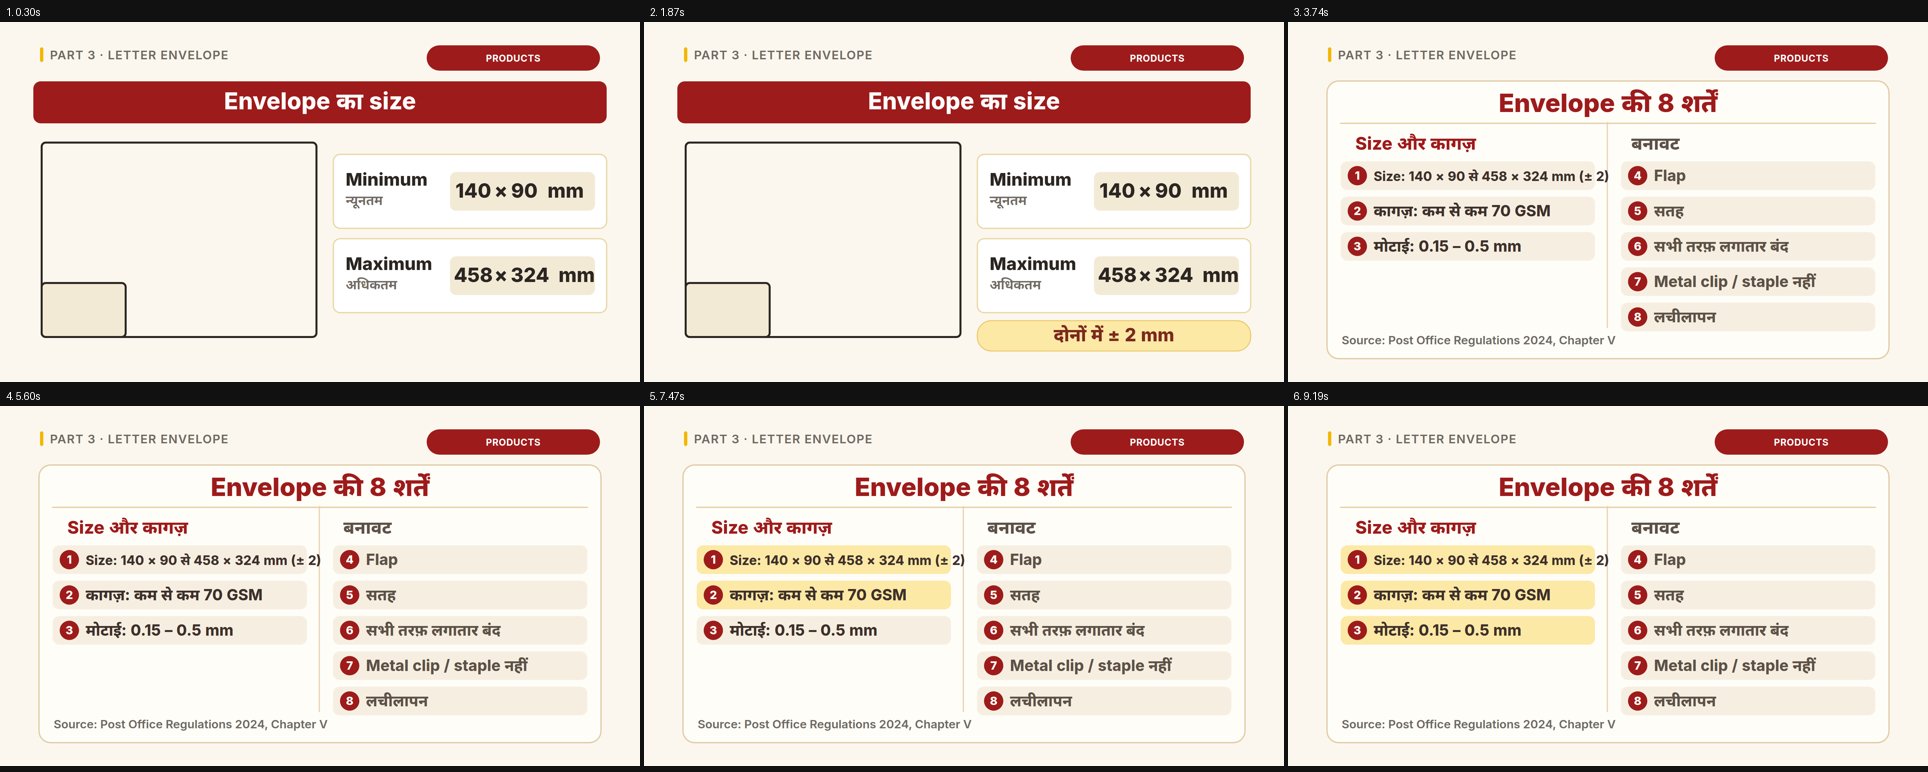 1. 0.30s
PART 3 · LETTER ENVELOPE
PRODUCTS
Envelope का size
Minimum
न्यूनतम
140 × 90 mm
Maximum
अधिकतम
458 × 324 mm
2. 1.87s
PART 3 · LETTER ENVELOPE
PRODUCTS
Envelope का size
Minimum
न्यूनतम
140 × 90 mm
Maximum
अधिकतम
458 × 324 mm
दोनों में ± 2 mm
3. 3.74s
PART 3 · LETTER ENVELOPE
PRODUCTS
Envelope की 8 शर्तें
Size और कागज़
1 Size: 140 × 90 से 458 × 324 mm (± 2)
2 कागज़: कम से कम 70 GSM
3 मोटाई: 0.15 – 0.5 mm
बनावट
4 Flap
5 सतह
6 सभी तरफ़ लगातार बंद
7 Metal clip / staple नहीं
8 लचीलापन
Source: Post Office Regulations 2024, Chapter V
4. 5.60s
PART 3 · LETTER ENVELOPE
PRODUCTS
Envelope की 8 शर्तें
Size और कागज़
1 Size: 140 × 90 से 458 × 324 mm (± 2)
2 कागज़: कम से कम 70 GSM
3 मोटाई: 0.15 – 0.5 mm
बनावट
4 Flap
5 सतह
6 सभी तरफ़ लगातार बंद
7 Metal clip / staple नहीं
8 लचीलापन
Source: Post Office Regulations 2024, Chapter V
5. 7.47s
PART 3 · LETTER ENVELOPE
PRODUCTS
Envelope की 8 शर्तें
Size और कागज़
1 Size: 140 × 90 से 458 × 324 mm (± 2)
2 कागज़: कम से कम 70 GSM
3 मोटाई: 0.15 – 0.5 mm
बनावट
4 Flap
5 सतह
6 सभी तरफ़ लगातार बंद
7 Metal clip / staple नहीं
8 लचीलापन
Source: Post Office Regulations 2024, Chapter V
6. 9.19s
PART 3 · LETTER ENVELOPE
PRODUCTS
Envelope की 8 शर्तें
Size और कागज़
1 Size: 140 × 90 से 458 × 324 mm (± 2)
2 कागज़: कम से कम 70 GSM
3 मोटाई: 0.15 – 0.5 mm
बनावट
4 Flap
5 सतह
6 सभी तरफ़ लगातार बंद
7 Metal clip / staple नहीं
8 लचीलापन
Source: Post Office Regulations 2024, Chapter V